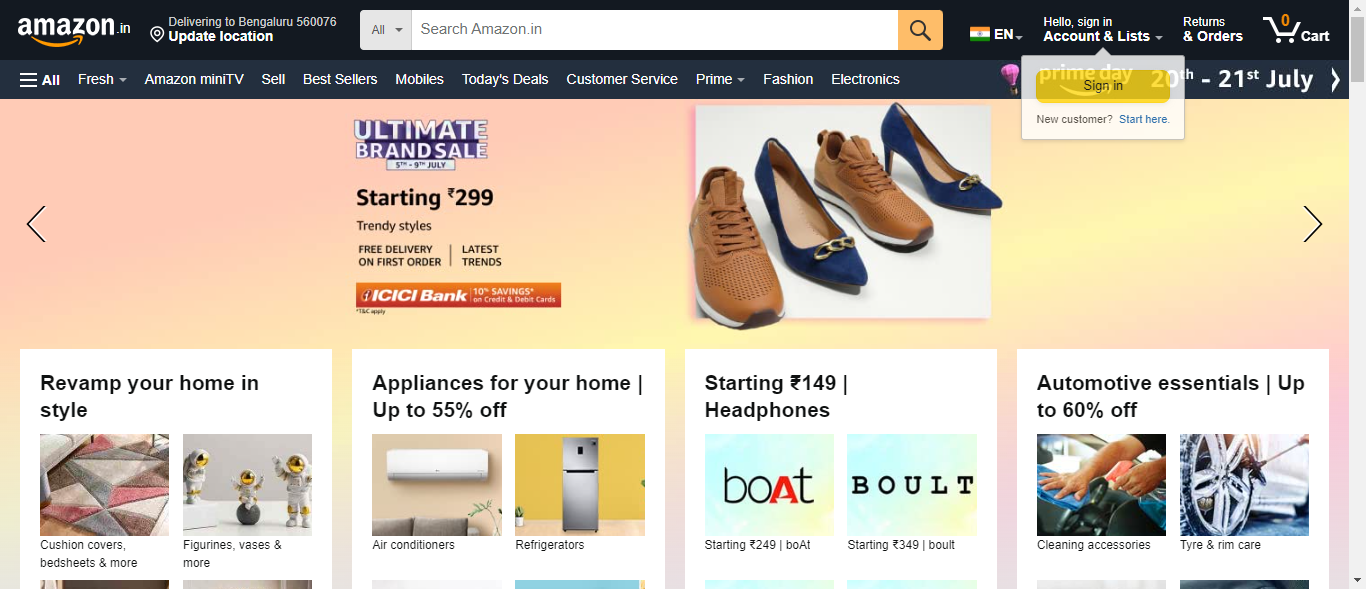 amazon.in
Delivering to Bengaluru 560076
Update location
All
Search Amazon.in
EN
Hello, sign in
Account & Lists
Returns
& Orders
0
Cart
All
Fresh
Amazon miniTV
Sell
Best Sellers
Mobiles
Today's Deals
Customer Service
Prime
Fashion
Electronics
prime day
20th - 21st July
Sign in
New customer? Start here.
ULTIMATE
BRAND SALE
5TH - 9TH JULY
Starting ₹299
Trendy styles
FREE DELIVERY
ON FIRST ORDER
LATEST
TRENDS
ICICI Bank
10% SAVINGS*
on Credit & Debit Cards
*T&C apply
Revamp your home in
style
Cushion covers,
bedsheets & more
Figurines, vases &
more
Appliances for your home |
Up to 55% off
Air conditioners
Refrigerators
Starting ₹149 |
Headphones
boAt
BOULT
Starting ₹249 | boAt
Starting ₹349 | boult
Automotive essentials | Up
to 60% off
Cleaning accessories
Tyre & rim care